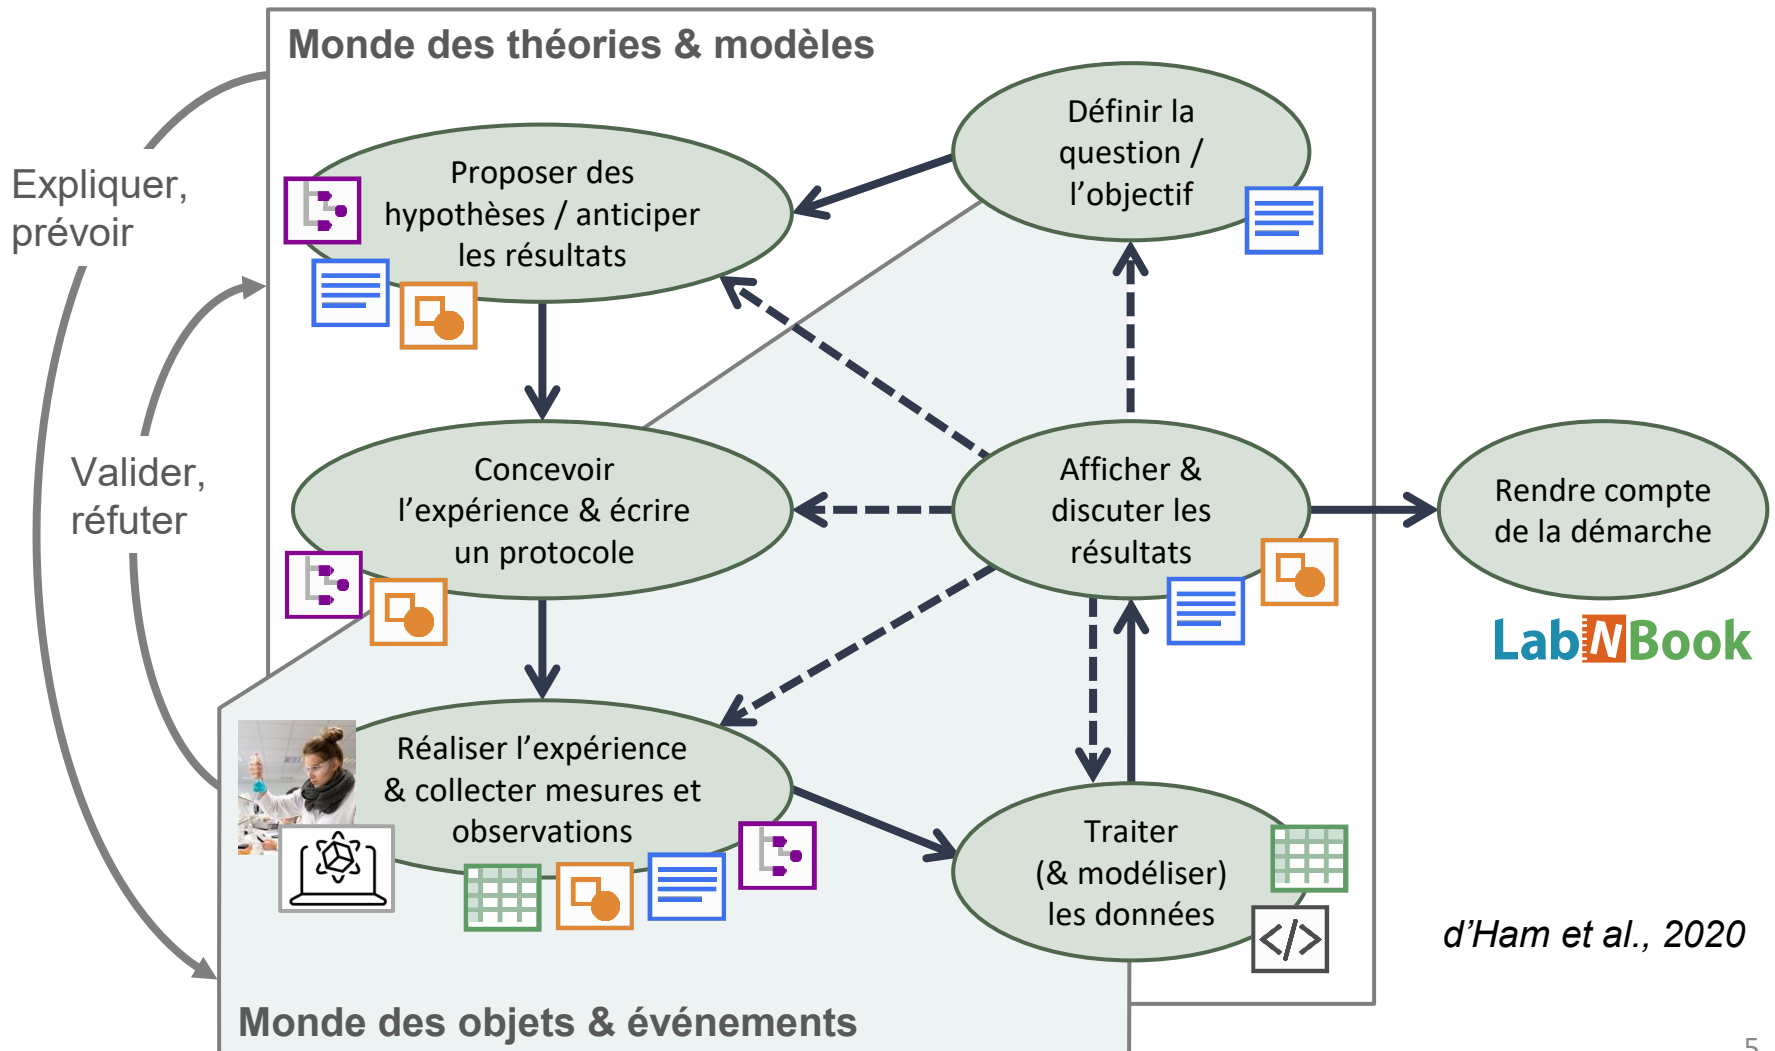 Monde des théories & modèles
Définir la
question /
l’objectif
Proposer des
hypothèses / anticiper
les résultats
Expliquer,
prévoir
Valider,
réfuter
Concevoir
l’expérience & écrire
un protocole
Afficher &
discuter les
résultats
Rendre compte
de la démarche
LabNBook
Réaliser l’expérience
& collecter mesures et
observations
Traiter
(& modéliser)
les données
</>
d’Ham et al., 2020
Monde des objets & événements
5